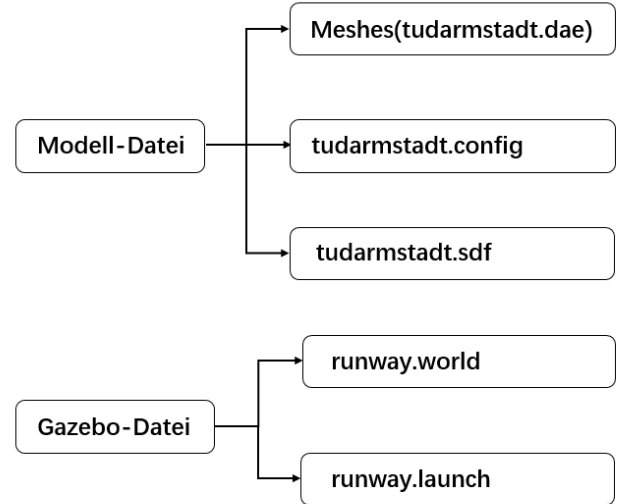 Meshes(tudarmstadt.dae)
Modell-Datei
tudarmstadt.config
tudarmstadt.sdf
runway.world
Gazebo-Datei
runway.launch